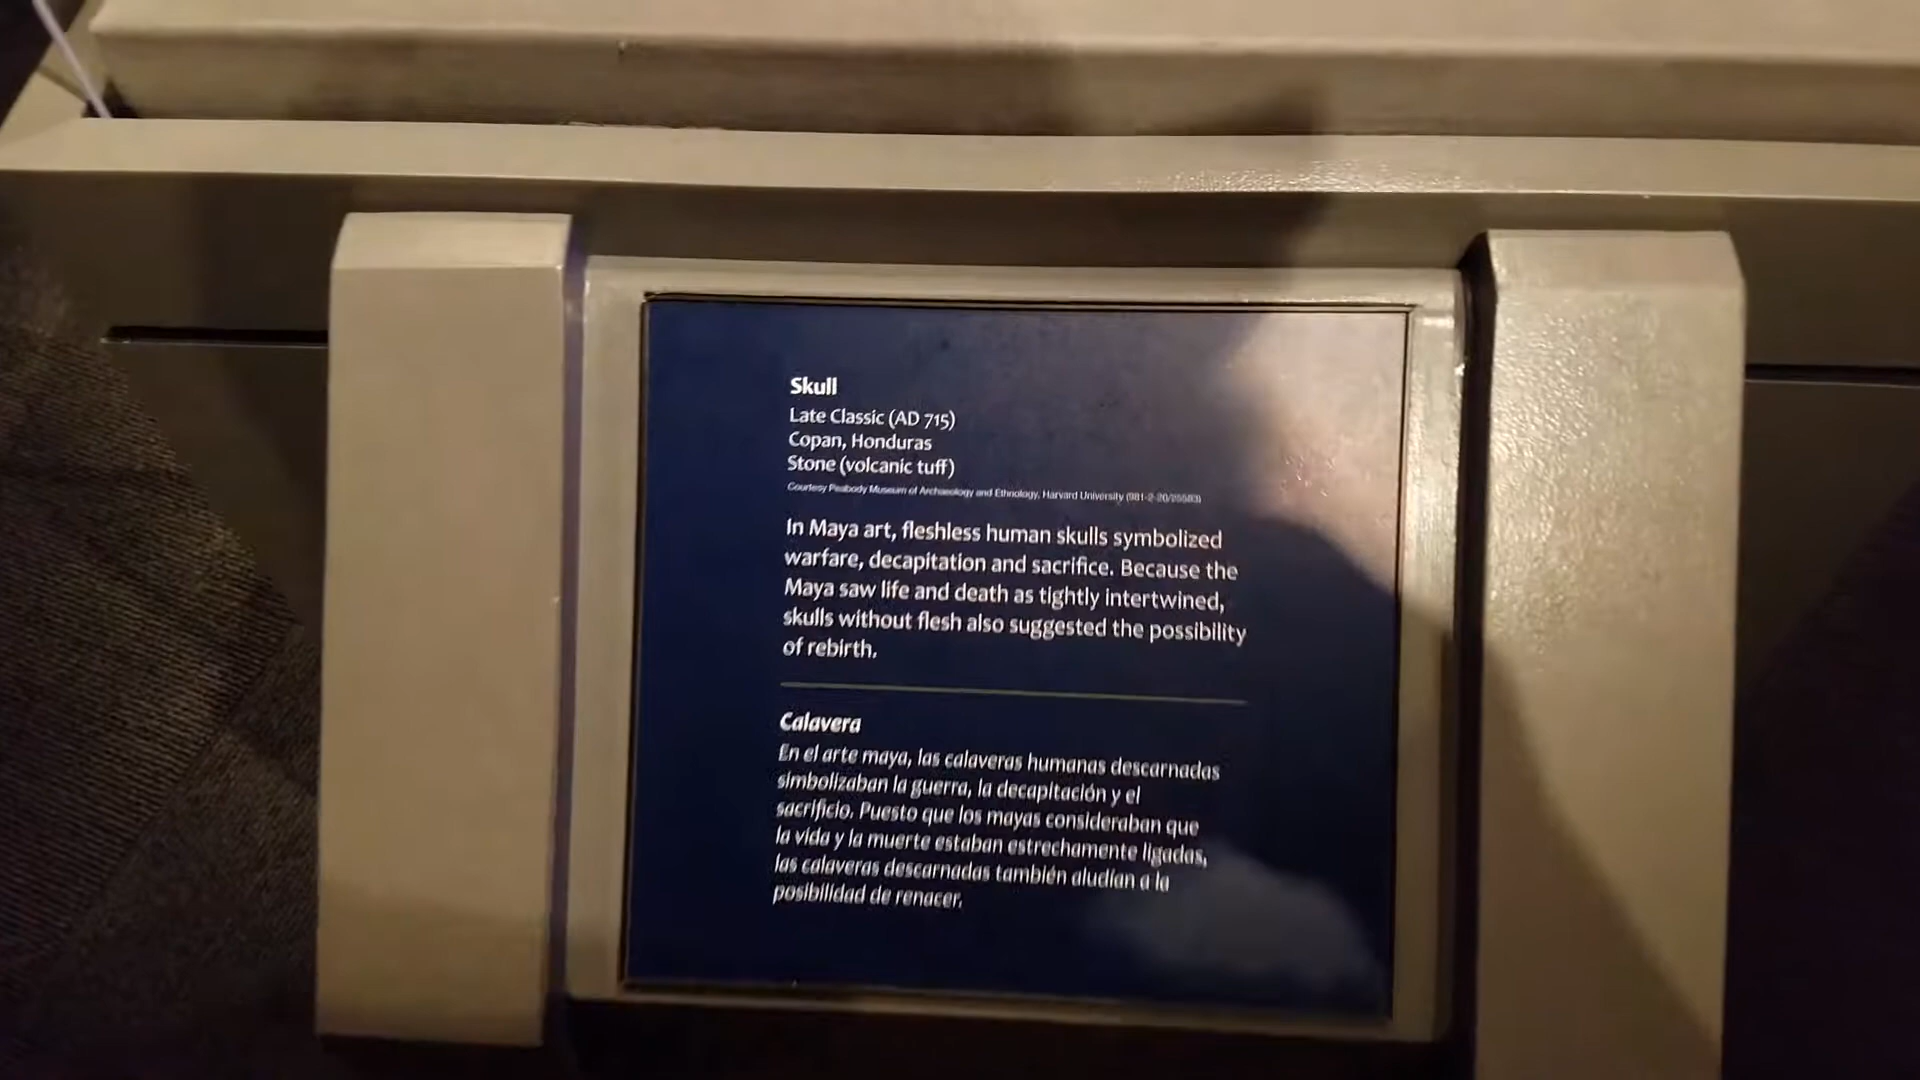 Skull
Late Classic (AD 715)
Copan, Honduras
Stone (volcanic tuff)
Courtesy Peabody Museum of Archaeology and Ethnology, Harvard University
In Maya art, fleshless human skulls symbolized
warfare, decapitation and sacrifice. Because the
Maya saw life and death as tightly intertwined,
skulls without flesh also suggested the possibility
of rebirth.
Calavera
En el arte maya, las calaveras humanas descarnadas
simbolizaban la guerra, la decapitación y el
sacrificio. Puesto que los mayas consideraban que
la vida y la muerte estaban estrechamente ligadas,
las calaveras descarnadas también aludían a la
posibilidad de renacer.